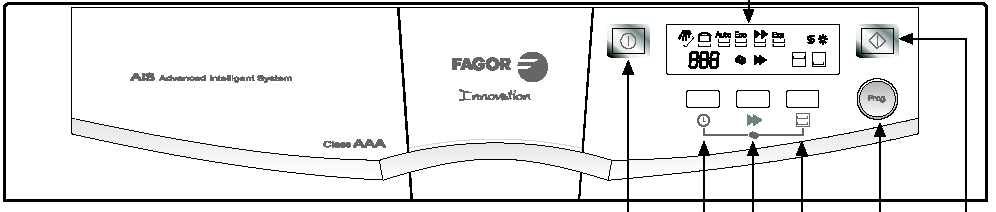 AIS Advanced Intelligent System
Class AAA
FAGOR
Innovation
Auto Eco Eco
888
Prog.